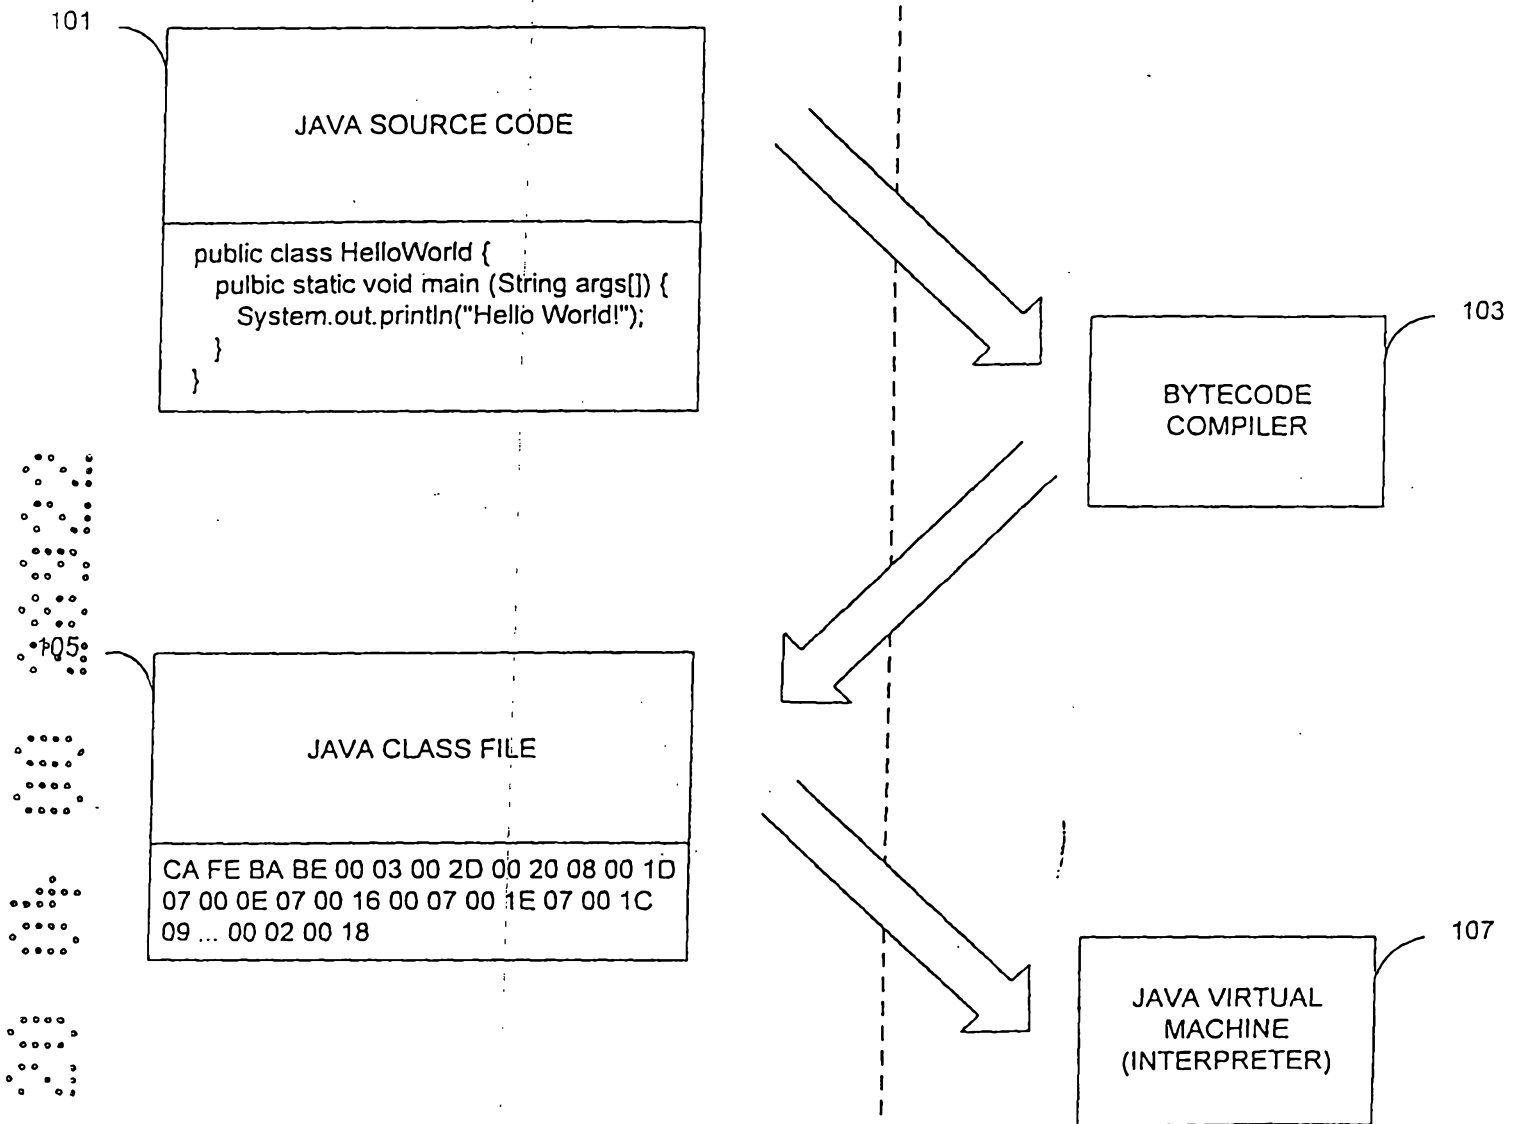 101
JAVA SOURCE CODE
public class HelloWorld {
pulbic static void main (String args[]) {
System.out.println("Hello World!");
}
}
103
BYTECODE
COMPILER
105
JAVA CLASS FILE
CA FE BA BE 00 03 00 2D 00 20 08 00 1D
07 00 0E 07 00 16 00 07 00 1E 07 00 1C
09 ... 00 02 00 18
107
JAVA VIRTUAL
MACHINE
(INTERPRETER)